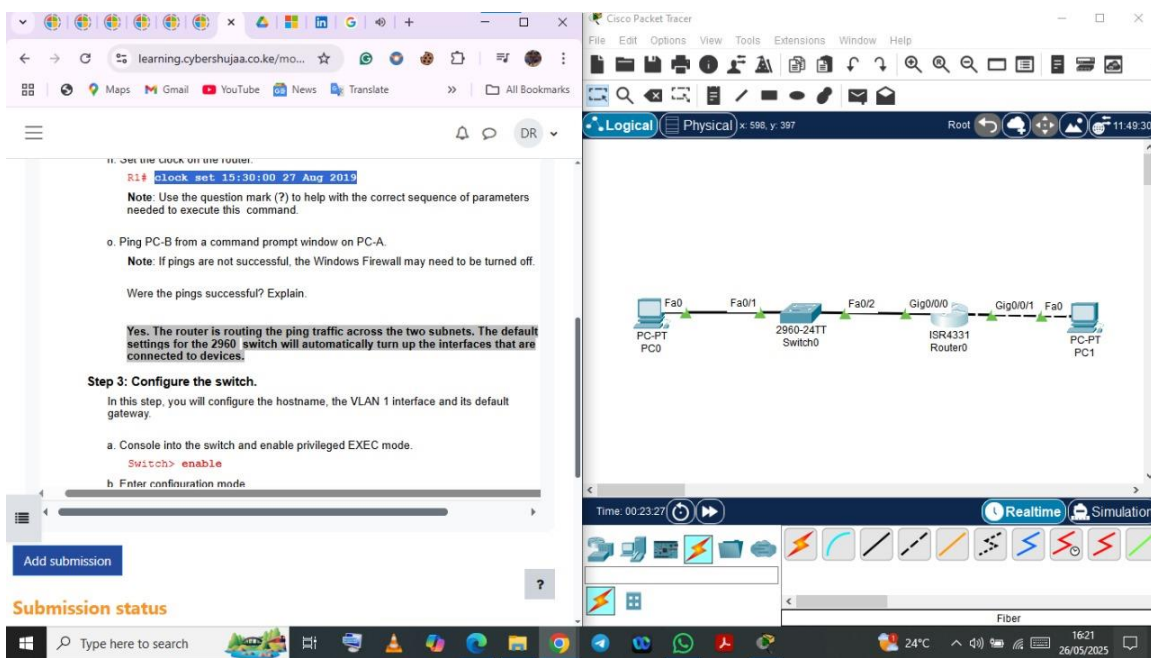 learning.cybershujaa.co.ke/mo...
Maps
Gmail
YouTube
News
Translate
»
All Bookmarks
DR
n. Set the clock on the router.
R1# clock set 15:30:00 27 Aug 2019
Note: Use the question mark (?) to help with the correct sequence of parameters
needed to execute this command.
o. Ping PC-B from a command prompt window on PC-A.
Note: If pings are not successful, the Windows Firewall may need to be turned off.
Were the pings successful? Explain.
Yes. The router is routing the ping traffic across the two subnets. The default
settings for the 2960 switch will automatically turn up the interfaces that are
connected to devices.
Step 3: Configure the switch.
In this step, you will configure the hostname, the VLAN 1 interface and its default
gateway.
a. Console into the switch and enable privileged EXEC mode.
Switch> enable
b. Enter configuration mode
Add submission
?
Submission status
Cisco Packet Tracer
File Edit Options View Tools Extensions Window Help
Logical
Physical
x: 598, y: 397
Root
11:49:30
Fa0
Fa0/1
Fa0/2
Gig0/0/0
Gig0/0/1
Fa0
PC-PT
PC0
2960-24TT
Switch0
ISR4331
Router0
PC-PT
PC1
Time: 00:23:27
Realtime
Simulation
Fiber
Type here to search
24°C
16:21
26/05/2025